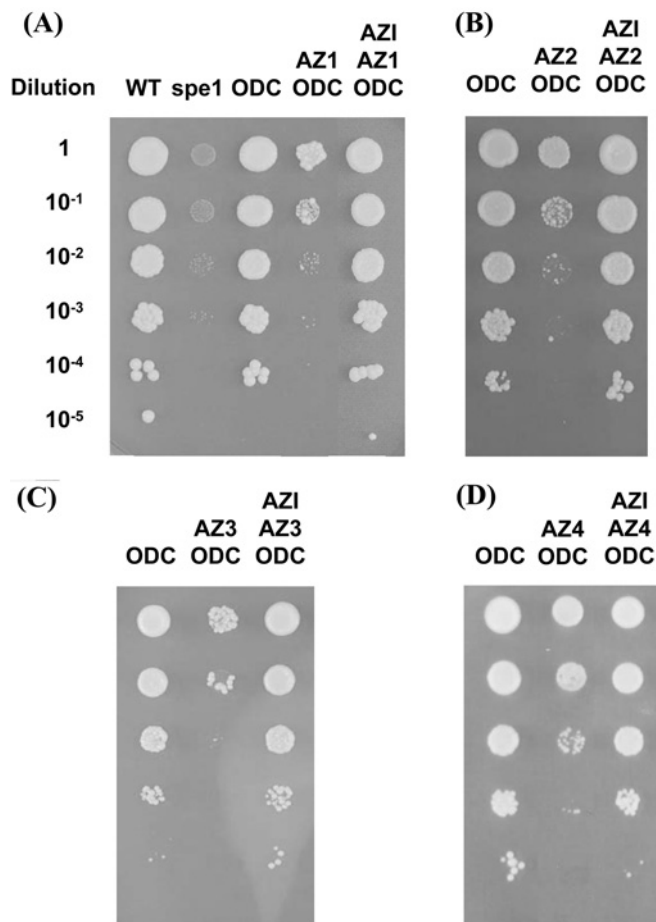 (A)
AZI
AZ1 AZ1
Dilution WT spe1 ODC ODC ODC
1
10⁻¹
10⁻²
10⁻³
10⁻⁴
10⁻⁵
(B)
AZI
AZ2 AZ2
ODC ODC ODC
(C)
AZI
AZ3 AZ3
ODC ODC ODC
(D)
AZI
AZ4 AZ4
ODC ODC ODC